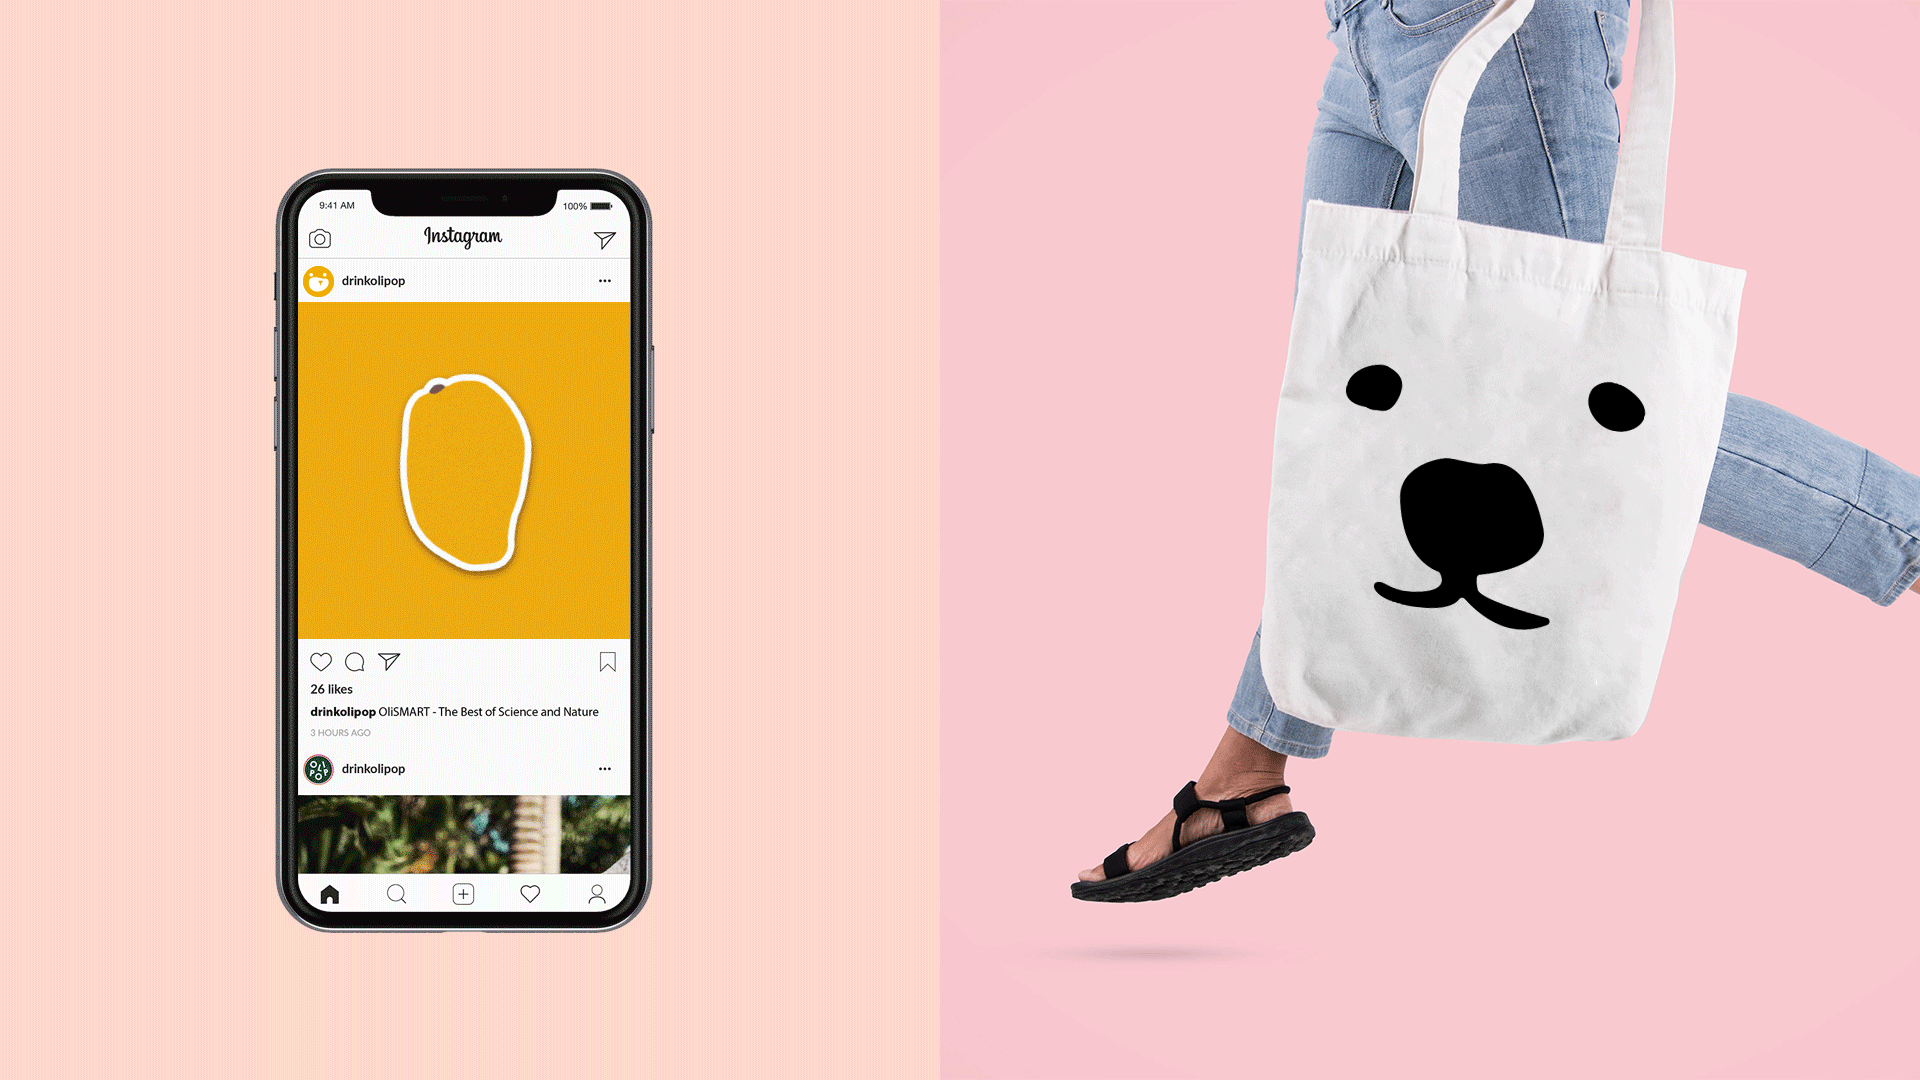 9:41 AM
100%
Instagram
drinkolipop
26 likes
drinkolipop OliSMART - The Best of Science and Nature
3 HOURS AGO
OLI
POP
drinkolipop